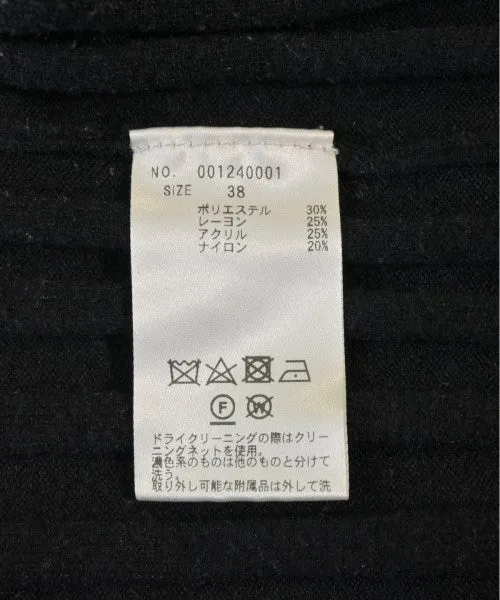 NO. 001240001
SIZE 38
ポリエステル 30%
レーヨン 25%
アクリル 25%
ナイロン 20%
F W
ドライクリーニングの際はクリー
ニングネットを使用。
濃色系のものは他のものと分けて
洗う。
取り外し可能な附属品は外して洗